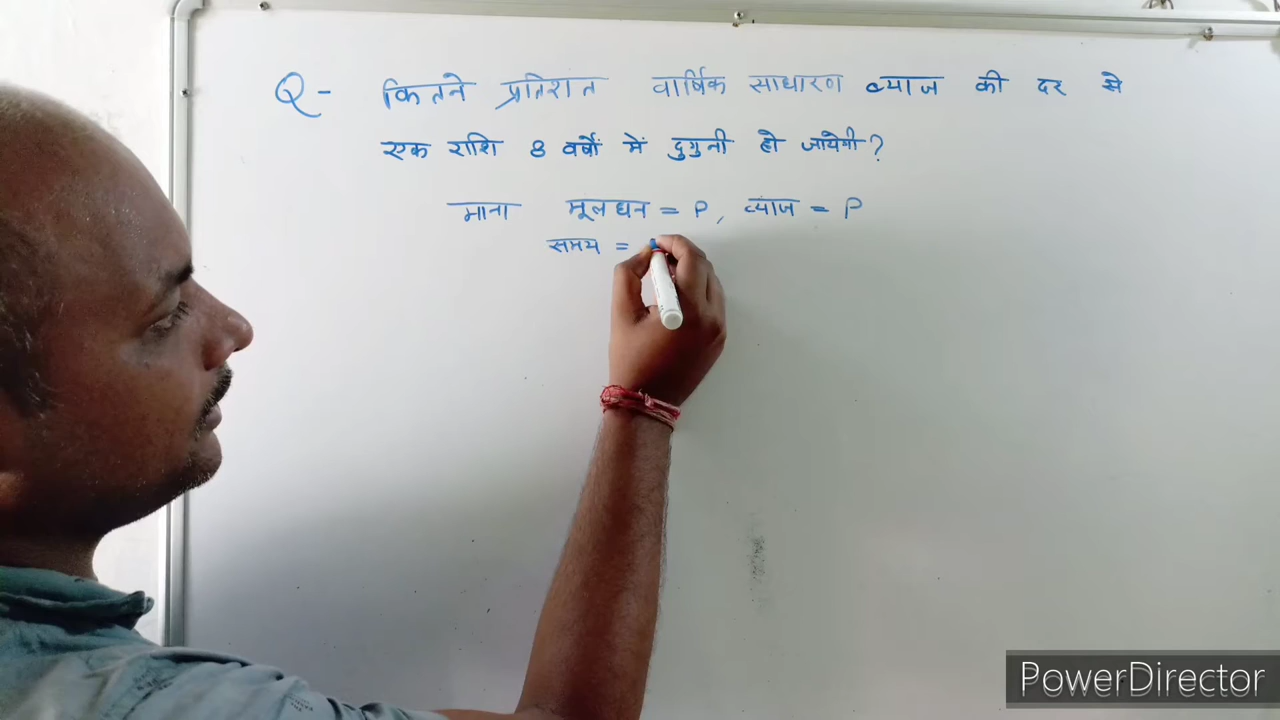 Q- कितने प्रतिशत वार्षिक साधारण ब्याज की दर से
एक राशि 8 वर्षों में दुगुनी हो जायेगी?
माना मूलधन = P, ब्याज = P
समय =
PowerDirector